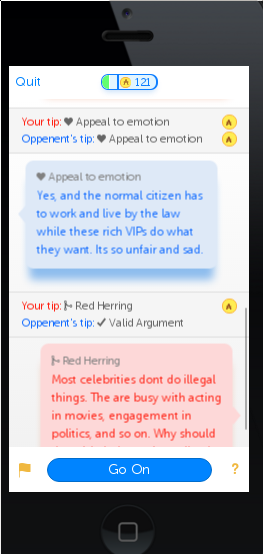 Quit
121
Your tip: Appeal to emotion
Oppenent's tip: Appeal to emotion
Appeal to emotion
Yes, and the normal citizen has
to work and live by the law
while these rich VIPs do what
they want. Its so unfair and sad.
Your tip: Red Herring
Oppenent's tip: Valid Argument
Red Herring
Most celebrities dont do illegal
things. The are busy with acting
in movies, engagement in
politics, and so on. Why should
Go On
?